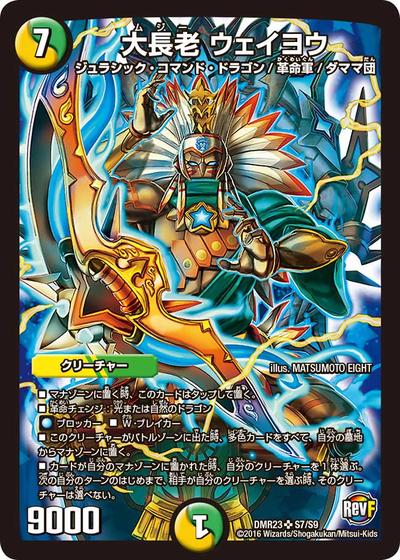 7
ムジー
大長老 ウェイヨウ
かくめいぐん だん
ジュラシック・コマンド・ドラゴン / 革命軍 / ダママ団
illus. MATSUMOTO EIGHT
クリーチャー
■マナゾーンに置く時、このカードはタップして置く。
■革命チェンジ:光または自然のドラゴン
■ブロッカー ■W・ブレイカー
■このクリーチャーがバトルゾーンに出た時、多色カードをすべて、自分の墓地
からマナゾーンに置く。
■カードが自分のマナゾーンに置かれた時、自分のクリーチャーを1体選ぶ。
次の自分のターンのはじめまで、相手が自分のクリーチャーを選ぶ時、そのクリー
チャーは選べない。
RevF
9000
1
DMR23 S7/S9
©2016 Wizards/Shogakukan/Mitsui-Kids